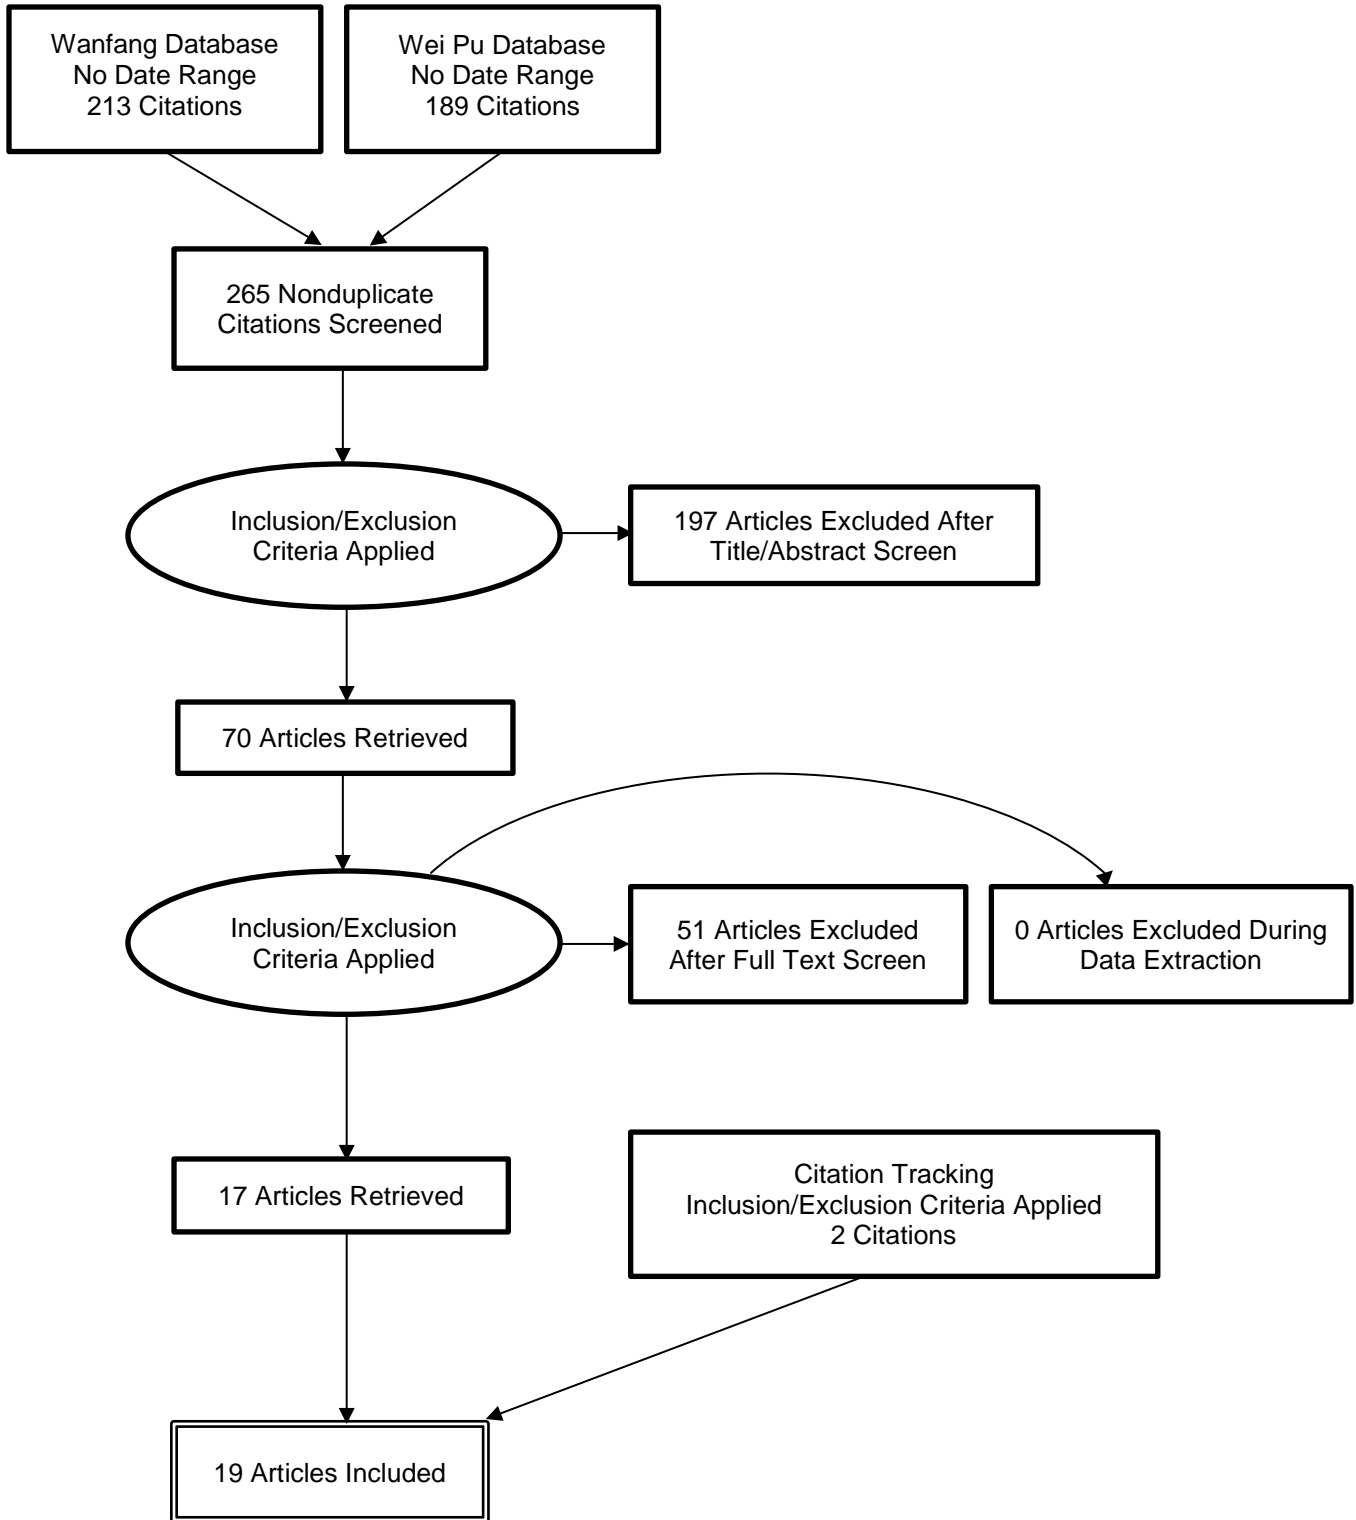 Wanfang Database
No Date Range
213 Citations
Wei Pu Database
No Date Range
189 Citations
265 Nonduplicate
Citations Screened
Inclusion/Exclusion
Criteria Applied
197 Articles Excluded After
Title/Abstract Screen
70 Articles Retrieved
Inclusion/Exclusion
Criteria Applied
51 Articles Excluded
After Full Text Screen
0 Articles Excluded During
Data Extraction
17 Articles Retrieved
Citation Tracking
Inclusion/Exclusion Criteria Applied
2 Citations
19 Articles Included